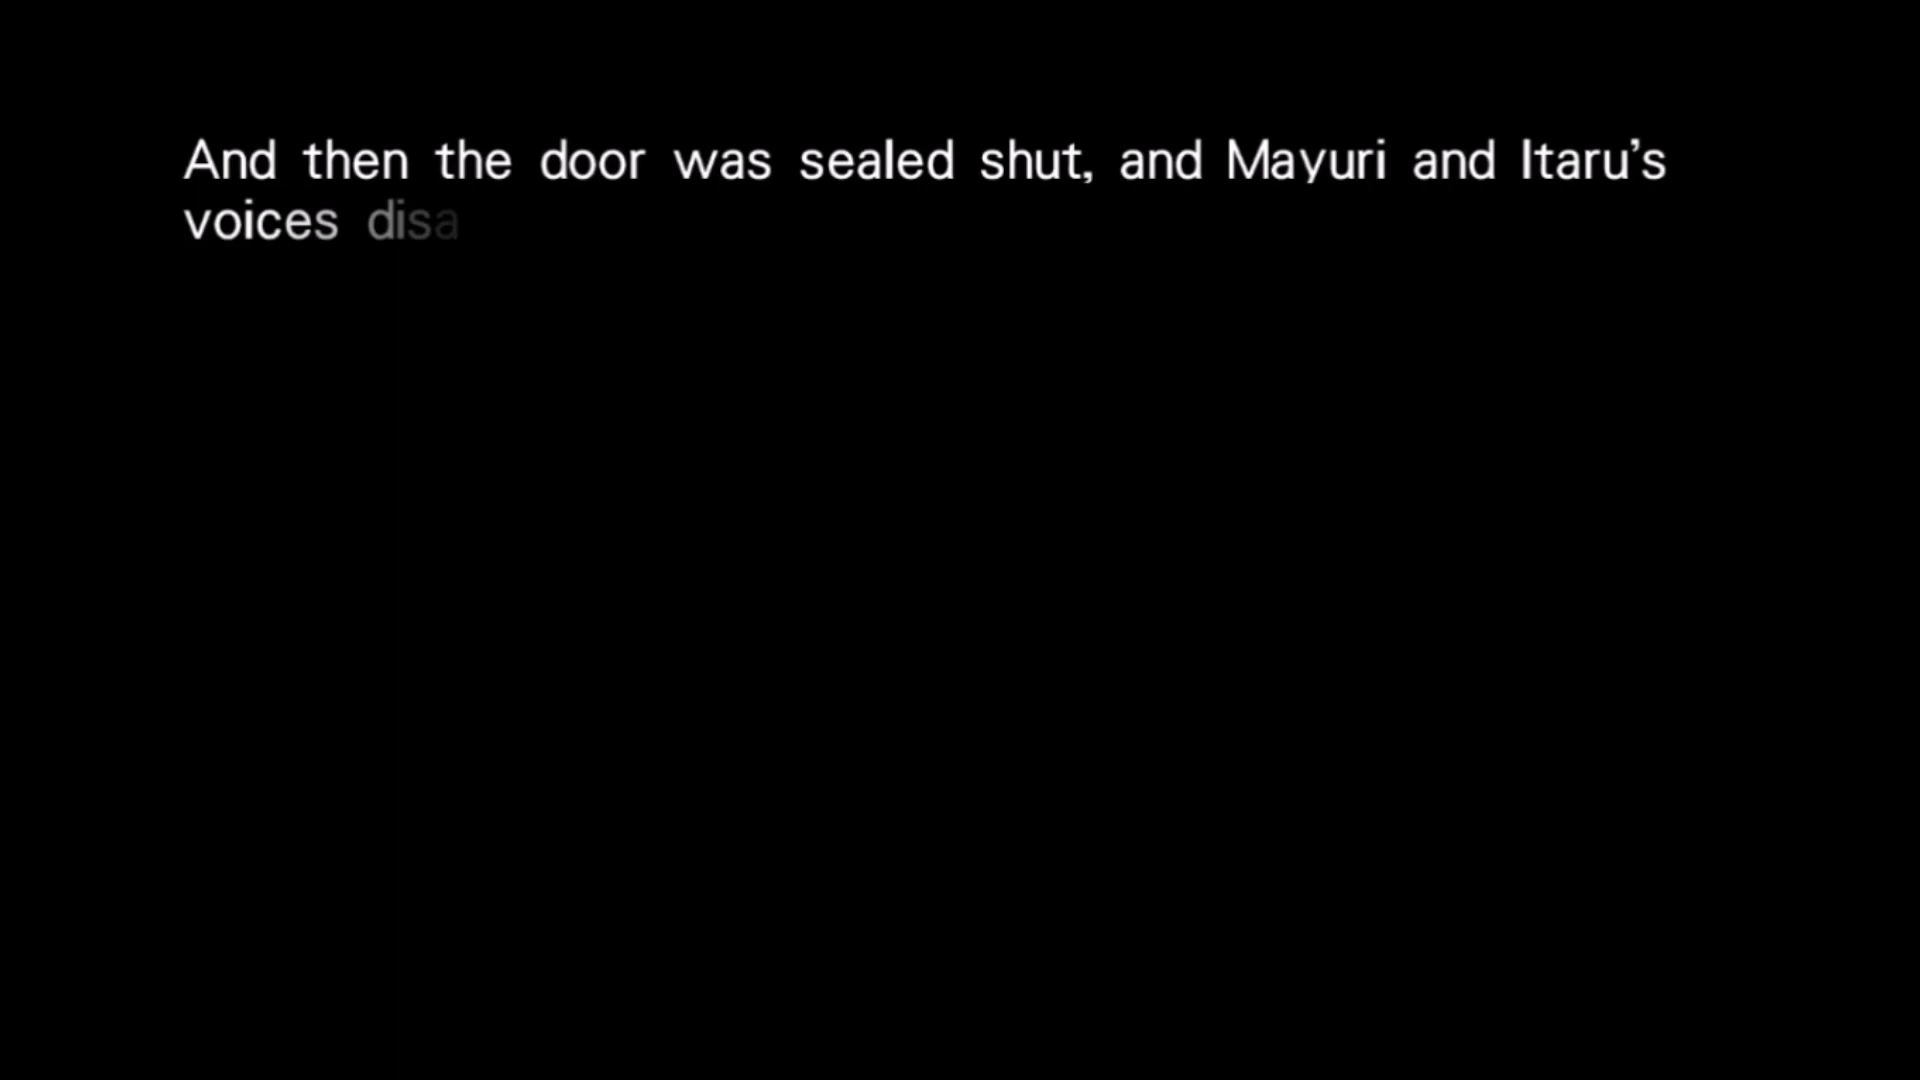 And then the door was sealed shut, and Mayuri and Itaru’s
voices disa